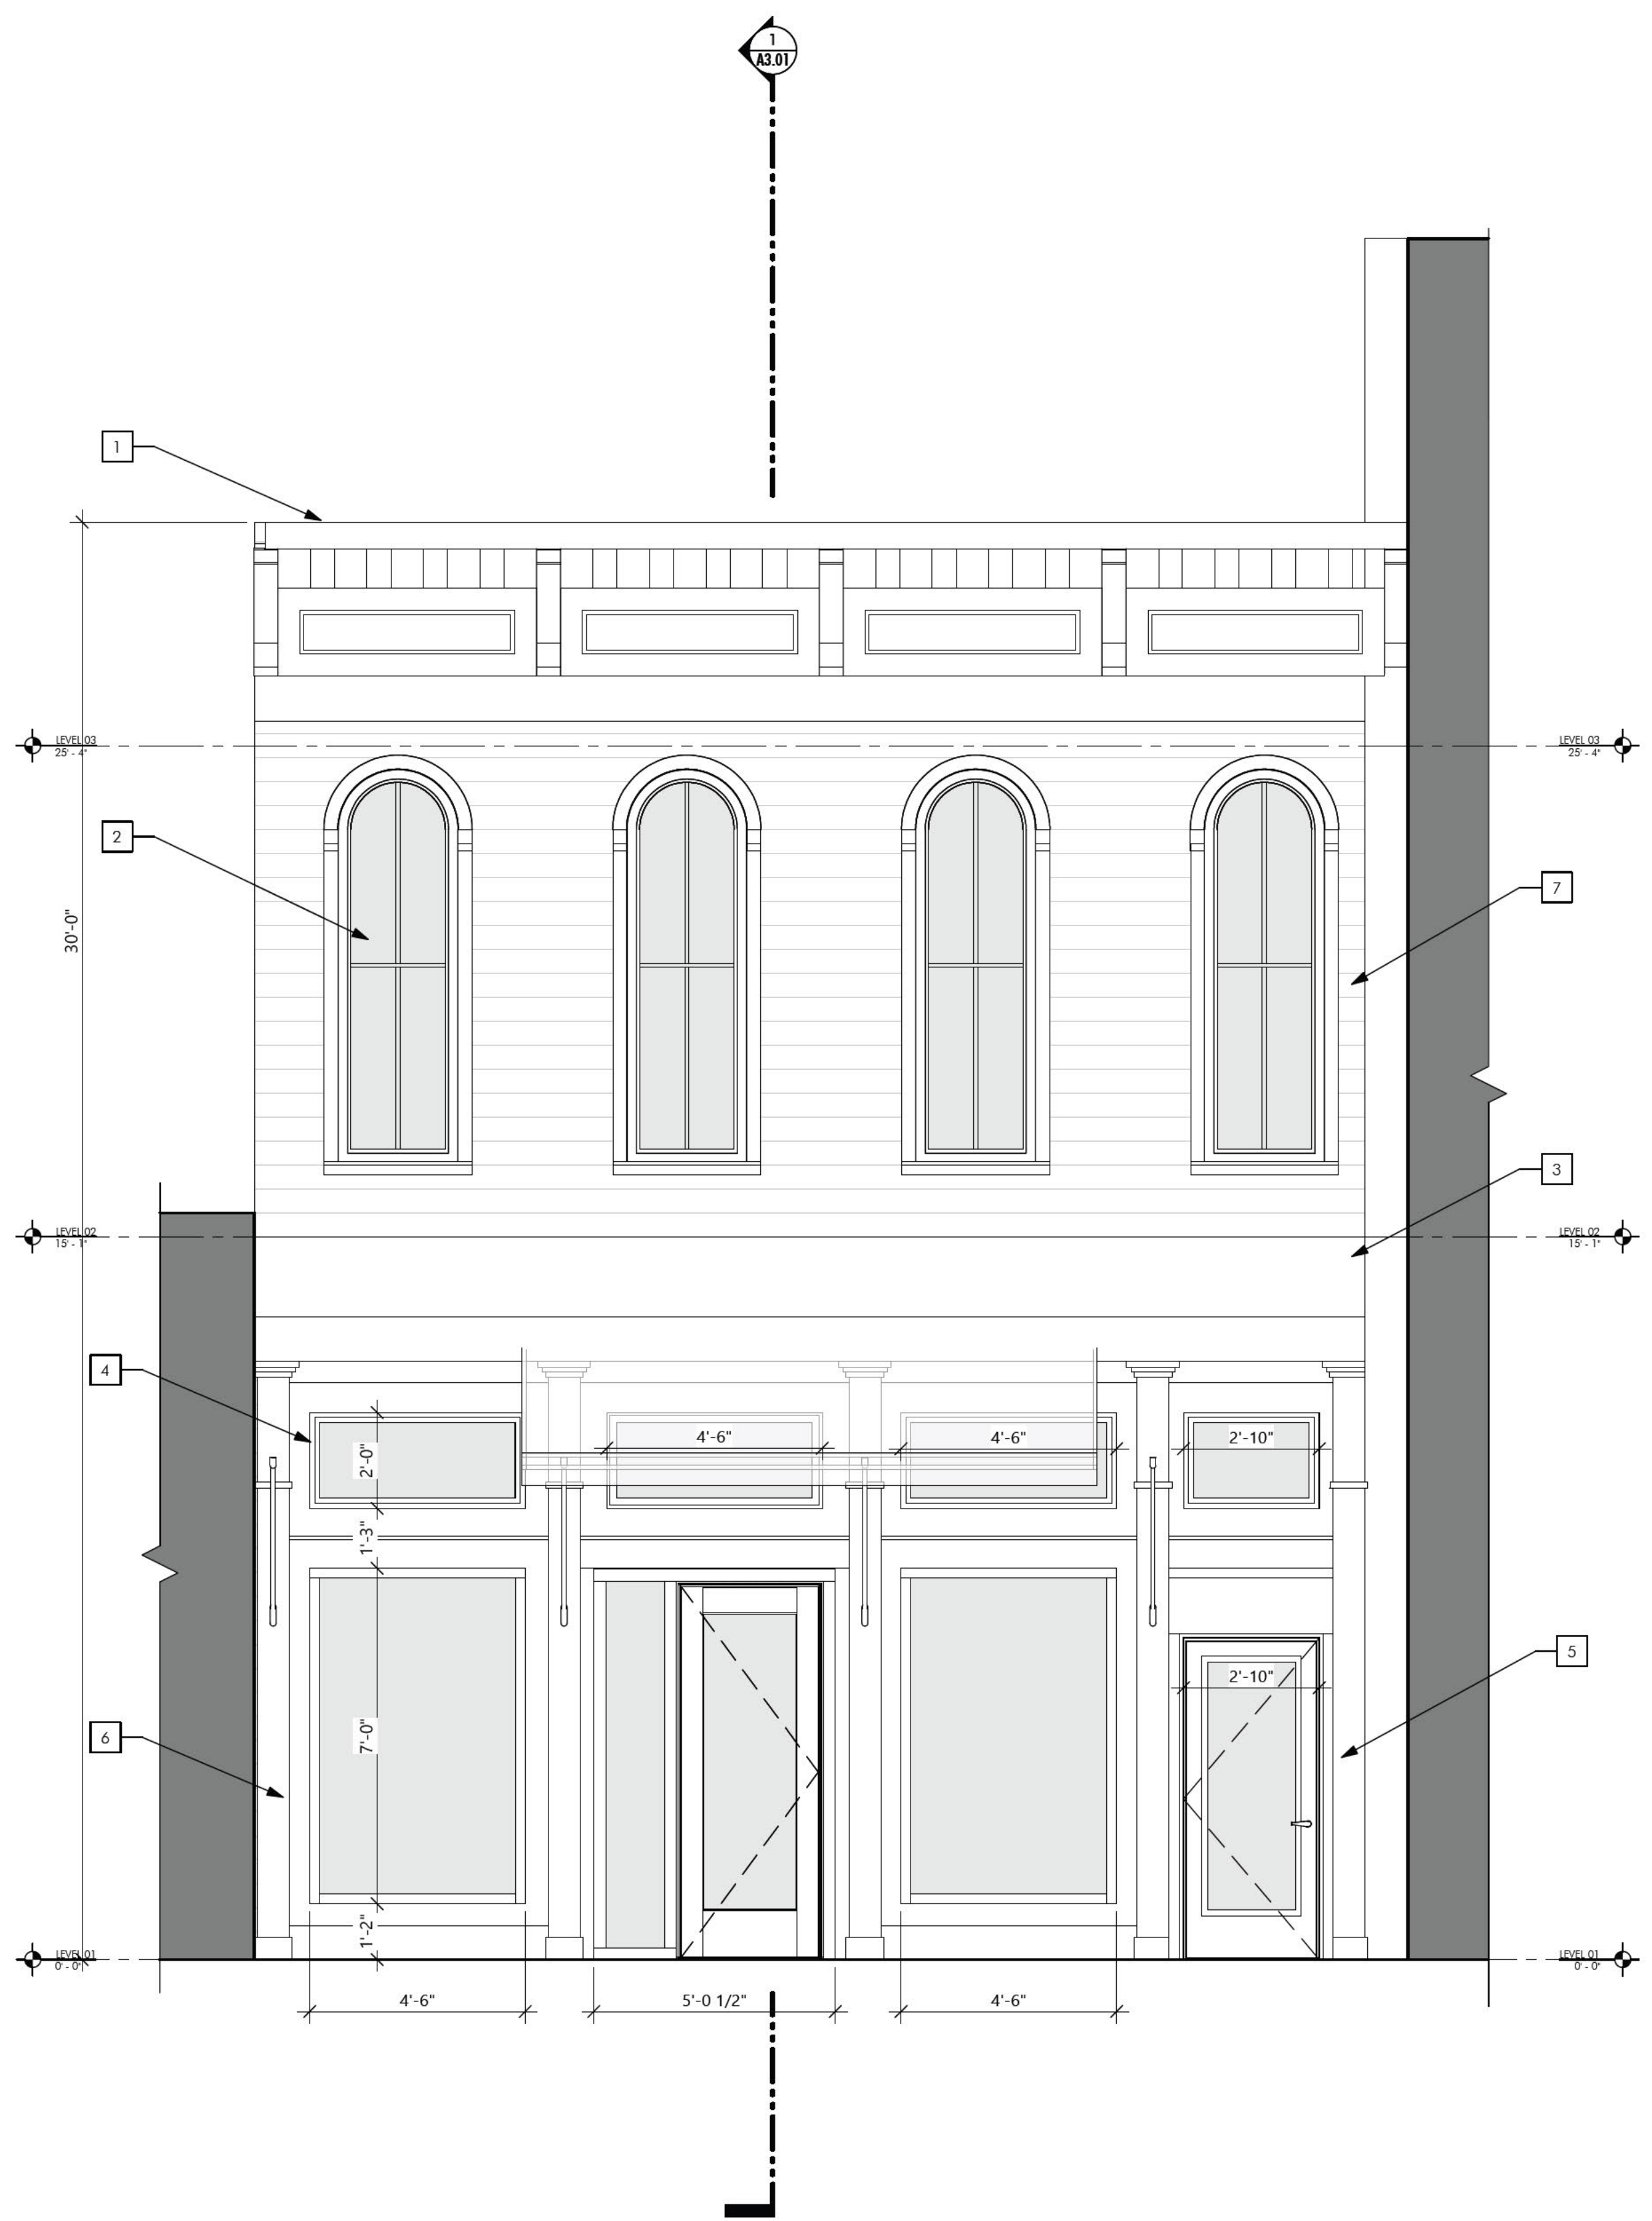 1
A3.01
1
LEVEL 03
25' - 4"
LEVEL 03
25' - 4"
2
7
30'-0"
3
LEVEL 02
15' - 1"
LEVEL 02
15' - 1"
4
4'-6"
4'-6"
2'-10"
2'-0"
1'-3"
5
2'-10"
6
7'-0"
1'-2"
LEVEL 01
0' - 0"
LEVEL 01
0' - 0"
4'-6"
5'-0 1/2"
4'-6"